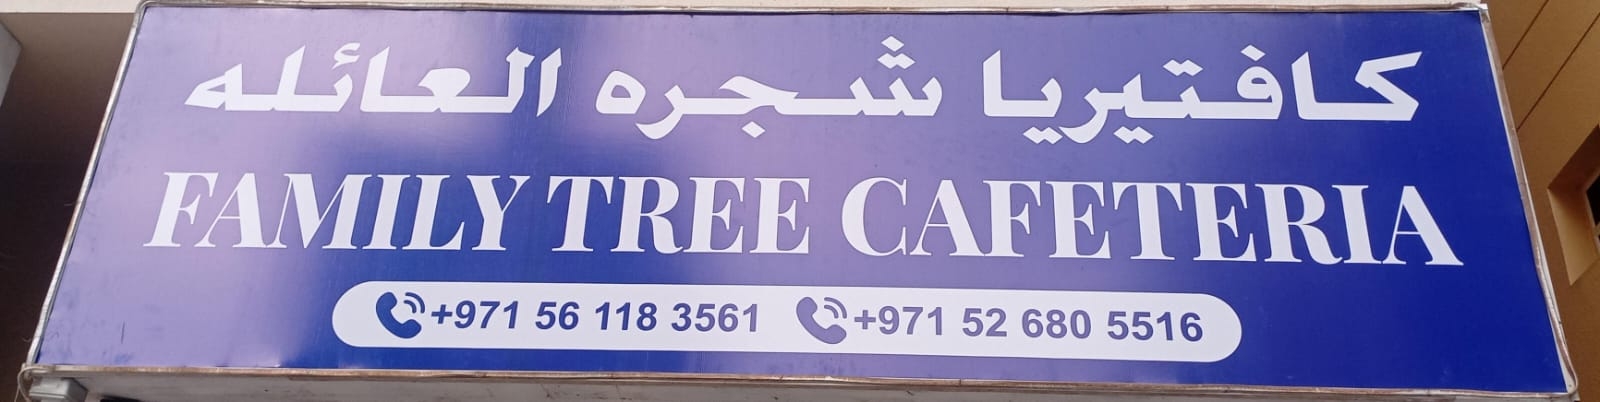 كافتيريا شجره العائله
FAMILY TREE CAFETERIA
+971 56 118 3561 +971 52 680 5516